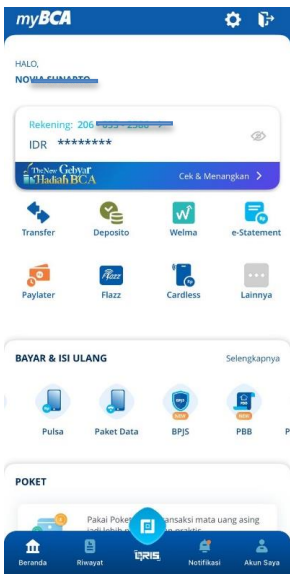 myBCA
HALO,
Rekening: 206
IDR ********
The New Gebyar
Hadiah BCA
Cek & Menangkan >
Transfer Deposito Welma e-Statement
Paylater Flazz Cardless Lainnya
BAYAR & ISI ULANG Selengkapnya
Pulsa Paket Data BPJS PBB P
POKET
Pakai Poket ansaksi mata uang asing
QRIS
Beranda Riwayat Notifikasi Akun Saya